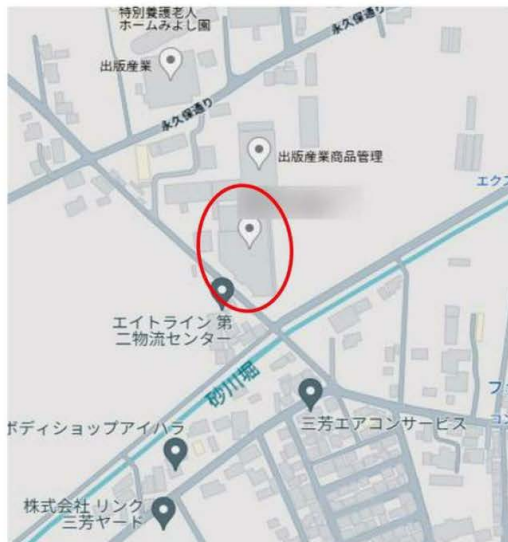 特別養護老人
ホームみよし園
永久保通り
出版産業
永久保通り
出版産業商品管理
エクス
エイトライン 第
二物流センター
砂川堀
フ
ボディショップアイハラ
三芳エアコンサービス
コン
株式会社 リンク
三芳ヤード